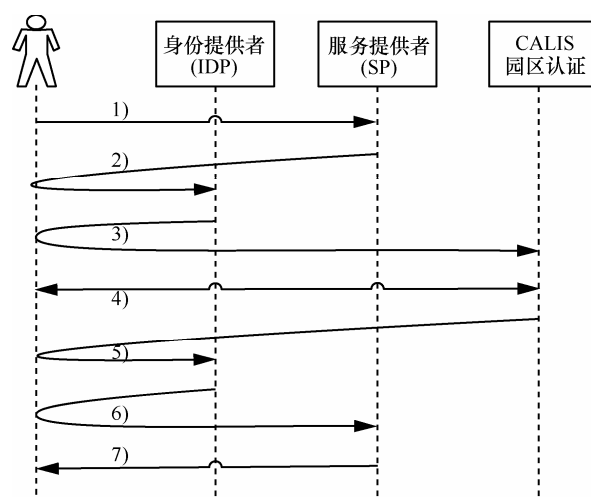 身份提供者
(IDP)
服务提供者
(SP)
CALIS
园区认证
1)
2)
3)
4)
5)
6)
7)